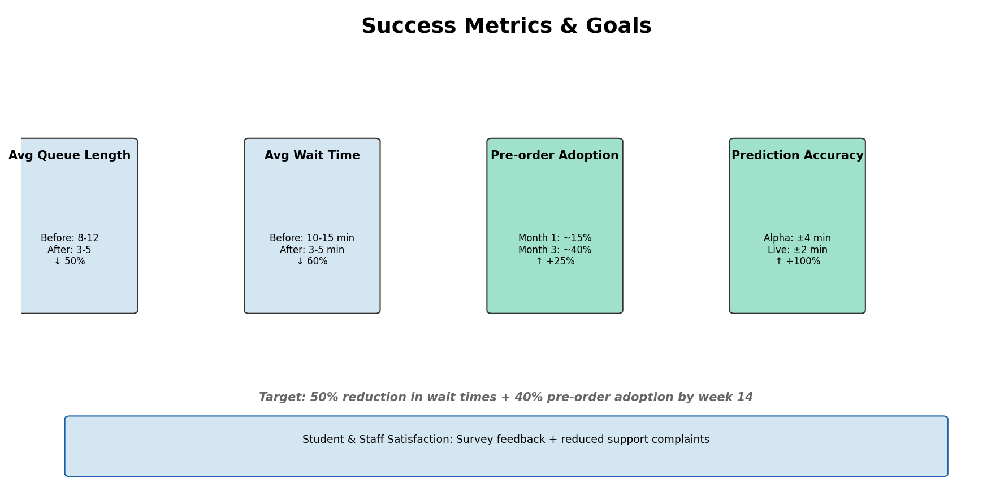 Success Metrics & Goals
Avg Queue Length
Before: 8-12
After: 3-5
↓ 50%
Avg Wait Time
Before: 10-15 min
After: 3-5 min
↓ 60%
Pre-order Adoption
Month 1: ~15%
Month 3: ~40%
↑ +25%
Prediction Accuracy
Alpha: ±4 min
Live: ±2 min
↑ +100%
Target: 50% reduction in wait times + 40% pre-order adoption by week 14
Student & Staff Satisfaction: Survey feedback + reduced support complaints